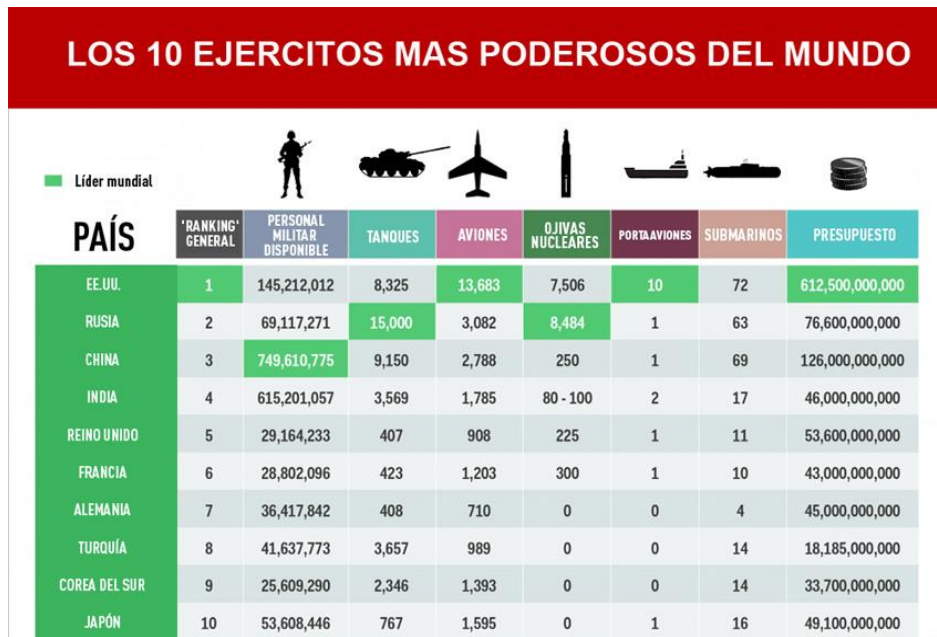 LOS 10 EJERCITOS MAS PODEROSOS DEL MUNDO
Líder mundial
PAÍS 'RANKING' GENERAL PERSONAL MILITAR DISPONIBLE TANQUES AVIONES OJIVAS NUCLEARES PORTAAVIONES SUBMARINOS PRESUPUESTO
EE.UU. 1 145,212,012 8,325 13,683 7,506 10 72 612,500,000,000
RUSIA 2 69,117,271 15,000 3,082 8,484 1 63 76,600,000,000
CHINA 3 749,610,775 9,150 2,788 250 1 69 126,000,000,000
INDIA 4 615,201,057 3,569 1,785 80 - 100 2 17 46,000,000,000
REINO UNIDO 5 29,164,233 407 908 225 1 11 53,600,000,000
FRANCIA 6 28,802,096 423 1,203 300 1 10 43,000,000,000
ALEMANIA 7 36,417,842 408 710 0 0 4 45,000,000,000
TURQUÍA 8 41,637,773 3,657 989 0 0 14 18,185,000,000
COREA DEL SUR 9 25,609,290 2,346 1,393 0 0 14 33,700,000,000
JAPÓN 10 53,608,446 767 1,595 0 1 16 49,100,000,000